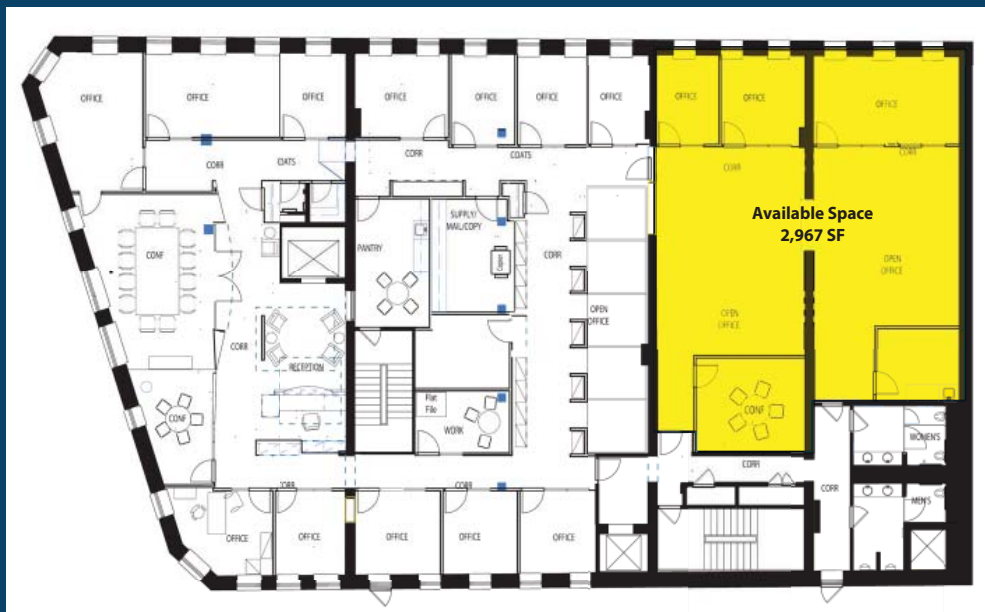 OFFICE
OFFICE
OFFICE
OFFICE
OFFICE
OFFICE
OFFICE
OFFICE
OFFICE
OFFICE
CORR
COATS
CORR
COATS
CORR
CORR
Available Space
2,967 SF
SUPPLY/
MAIL/COPY
PANTRY
Copier
CORR
CONF
OPEN
OFFICE
OPEN
OFFICE
OPEN
OFFICE
CORR
RECEPTION
CONF
Flat
File
WORK
CONF
WOMEN'S
CORR
CORR
CORR
CORR
MEN'S
OFFICE
OFFICE
OFFICE
OFFICE
OFFICE